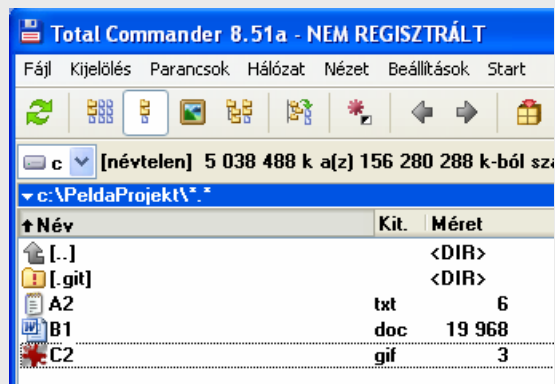 Total Commander 8.51a - NEM REGISZTRÁLT
Fájl Kijelölés Parancsok Hálózat Nézet Beállítások Start
c [névtelen] 5 038 488 k a(z) 156 280 288 k-ból sza
c:\PeldaProjekt\*.*
Név Kit. Méret
[..] <DIR>
[.git] <DIR>
A2 txt 6
B1 doc 19 968
C2 gif 3